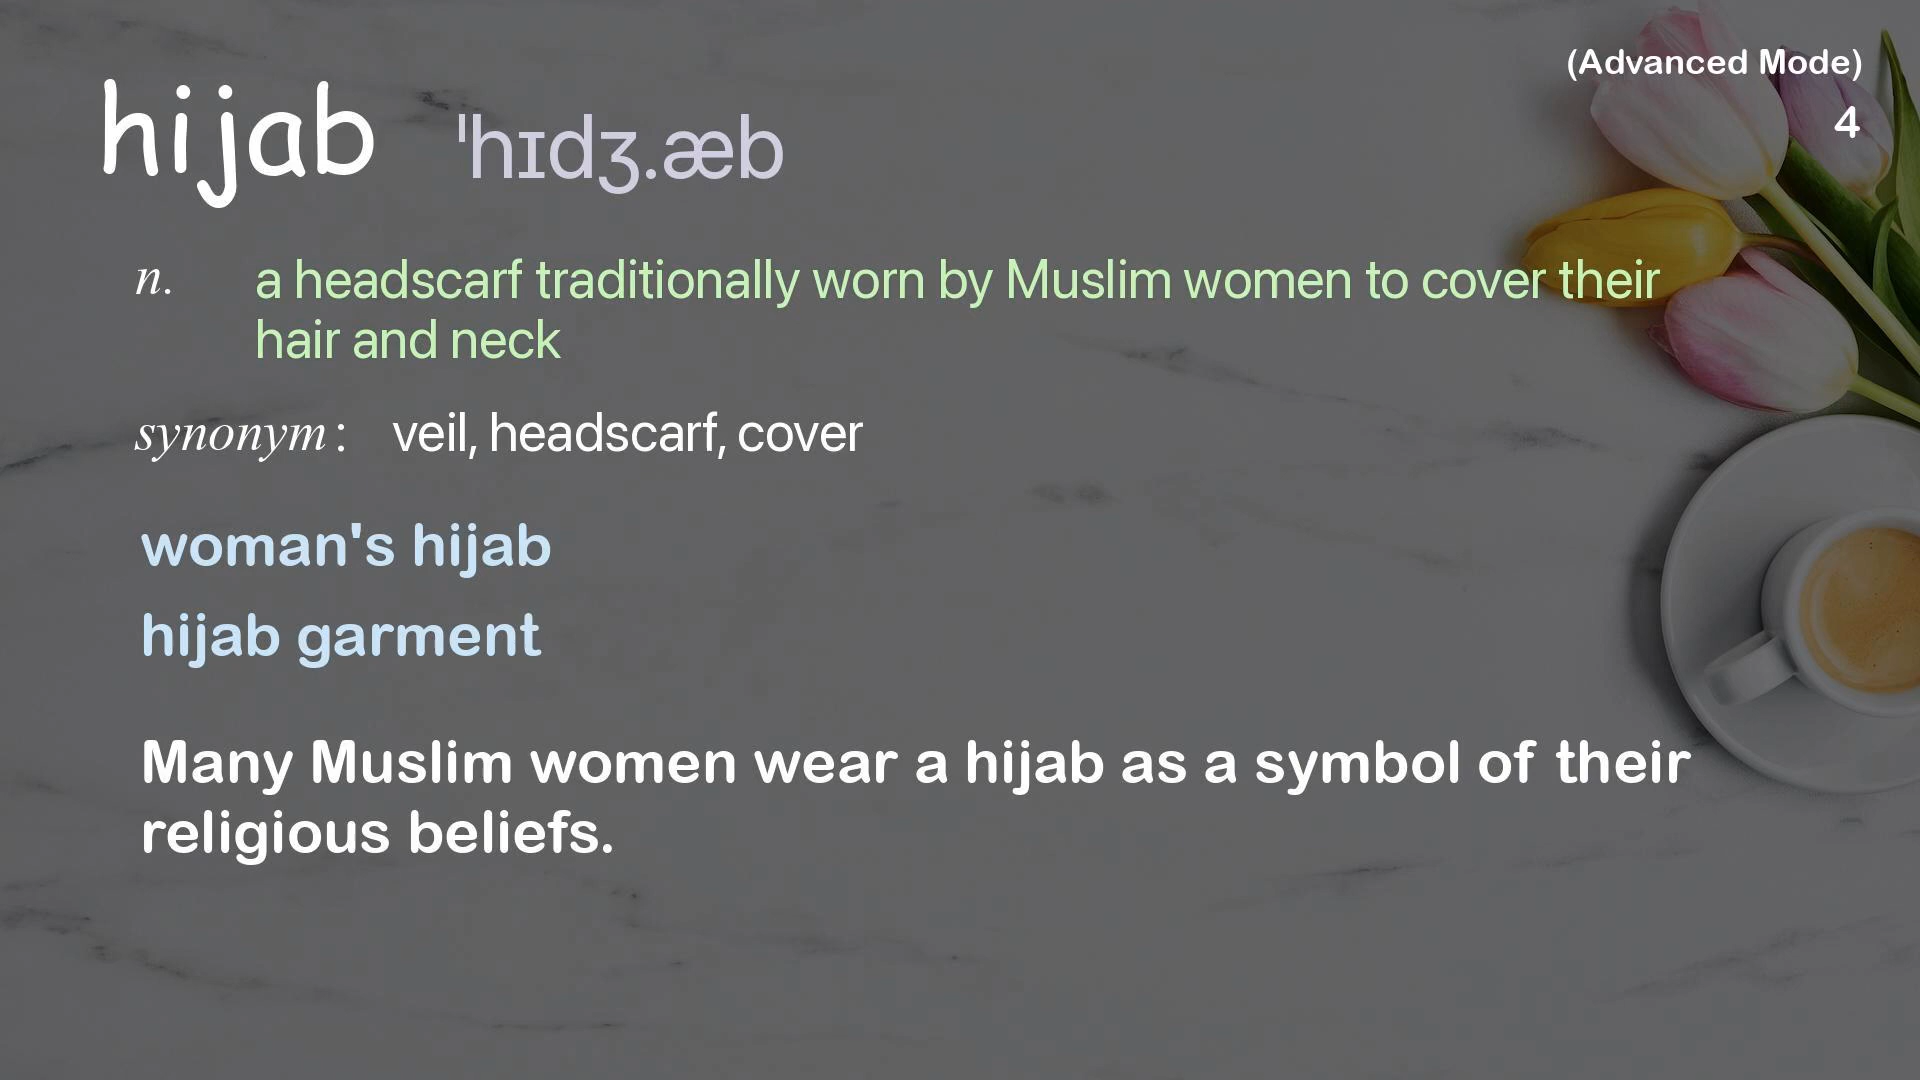 (Advanced Mode)
4
hijab ˈhɪdʒ.æb
n. a headscarf traditionally worn by Muslim women to cover their
hair and neck
synonym: veil, headscarf, cover
woman's hijab
hijab garment
Many Muslim women wear a hijab as a symbol of their
religious beliefs.